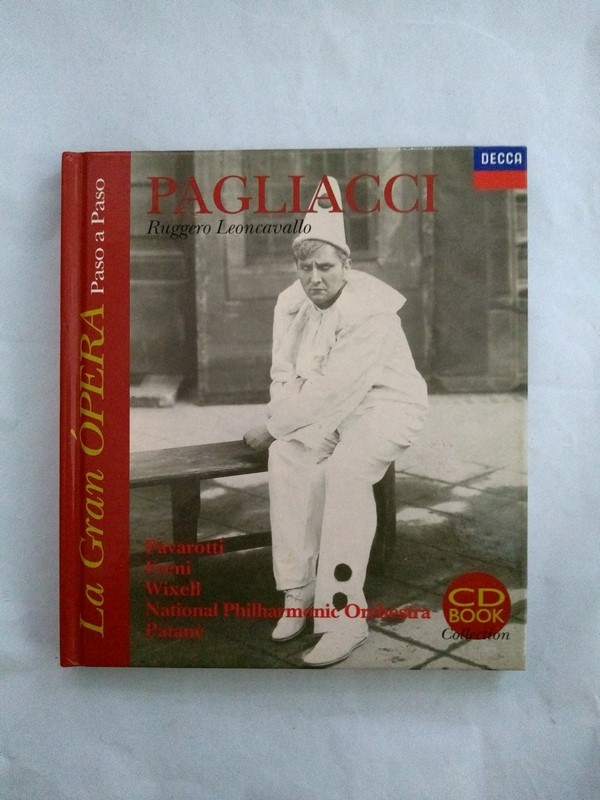 La Gran ÓPERA Paso a Paso
DECCA
PAGLIACCI
Ruggero Leoncavallo
Pavarotti
Freni
Wixell
National Philharmonic Orchestra
Patanè
CD
BOOK
Collection